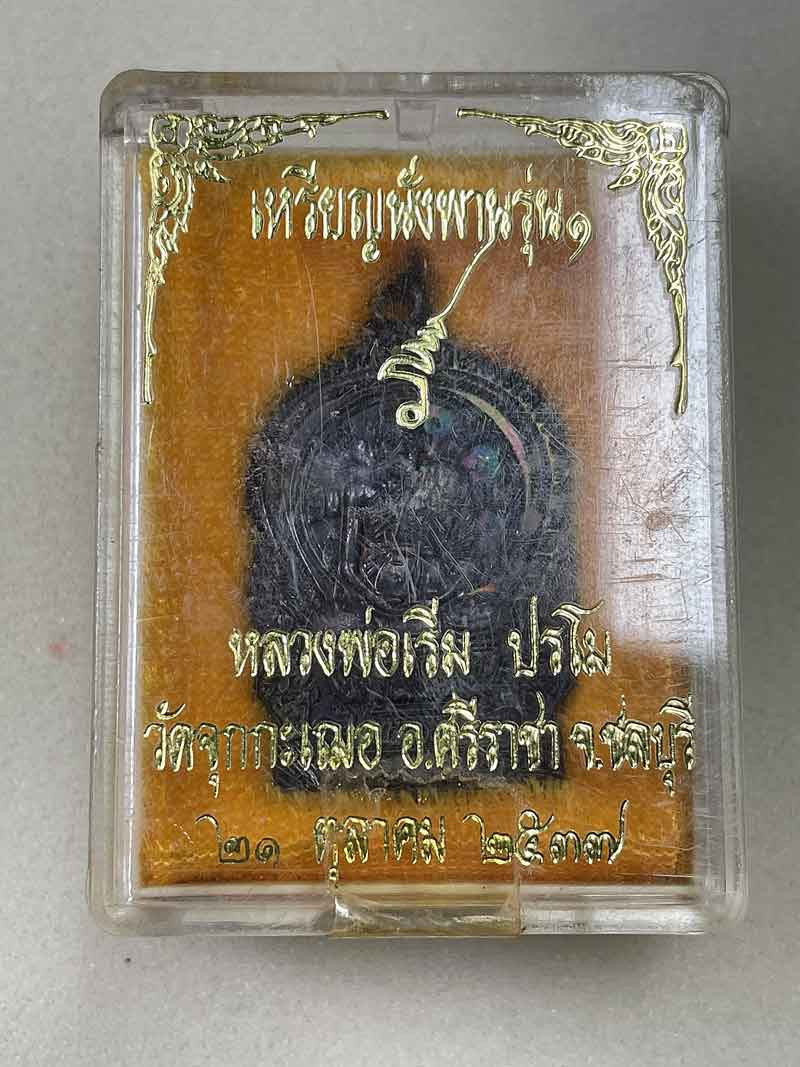 เหรียญนั่งพานรุ่น๑
ริ
หลวงพ่อเริ่ม ปรโม
วัดจุกกะเฌอ อ.ศรีราชา จ.ชลบุรี
๒๑ ตุลาคม ๒๕๓๗